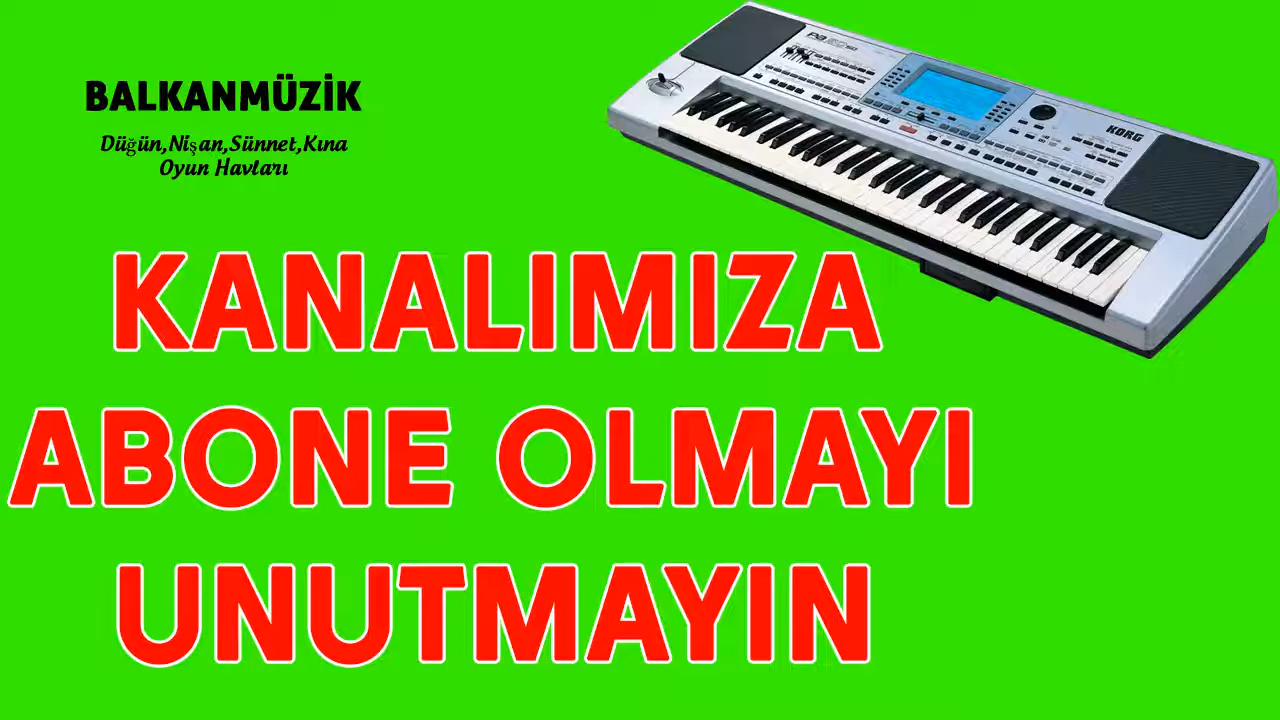 BALKANMÜZİK
Düğün,Nişan,Sünnet,Kına
Oyun Havları
KORG
KANALIMIZA
ABONE OLMAYI
UNUTMAYIN